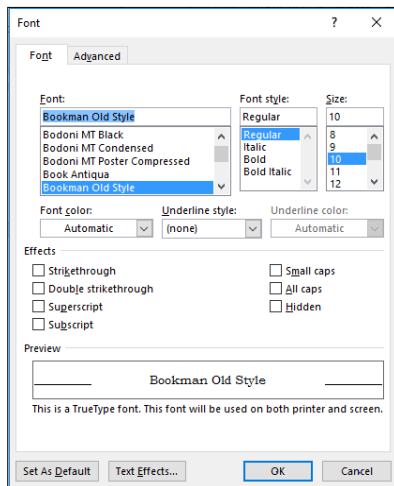 Font ? ×
Font Advanced
Font: Font style: Size:
Bookman Old Style Regular 10
Bodoni MT Black Regular 8
Bodoni MT Condensed Italic 9
Bodoni MT Poster Compressed Bold 10
Book Antiqua Bold Italic 11
Bookman Old Style 12
Font color: Underline style: Underline color:
Automatic (none) Automatic
Effects
Strikethrough Small caps
Double strikethrough All caps
Superscript Hidden
Subscript
Preview
Bookman Old Style
This is a TrueType font. This font will be used on both printer and screen.
Set As Default Text Effects... OK Cancel